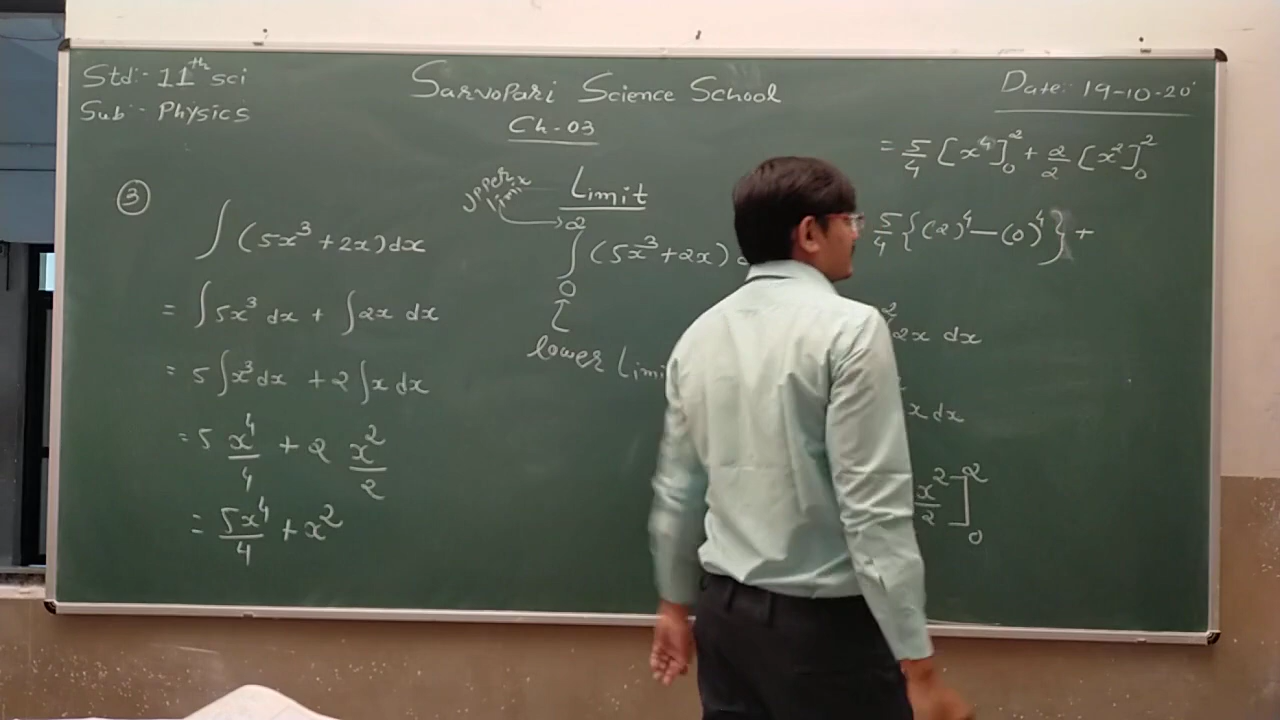 Std:- 11th sci
Sub:- Physics
Sarvopari Science School
Ch-03
Date:- 19-10-20
③
∫(5x³+2x)dx
= ∫5x³ dx + ∫2x dx
= 5∫x³dx + 2∫x dx
= 5 x⁴/4 + 2 x²/2
= 5x⁴/4 + x²
Limit
upper limit
2
∫(5x³+2x)
0
lower Limi
2x dx
x dx
x²/2]₀²
= 5/4 [x⁴]₀² + 2/2 [x²]₀²
5/4 {(2)⁴-(0)⁴} +